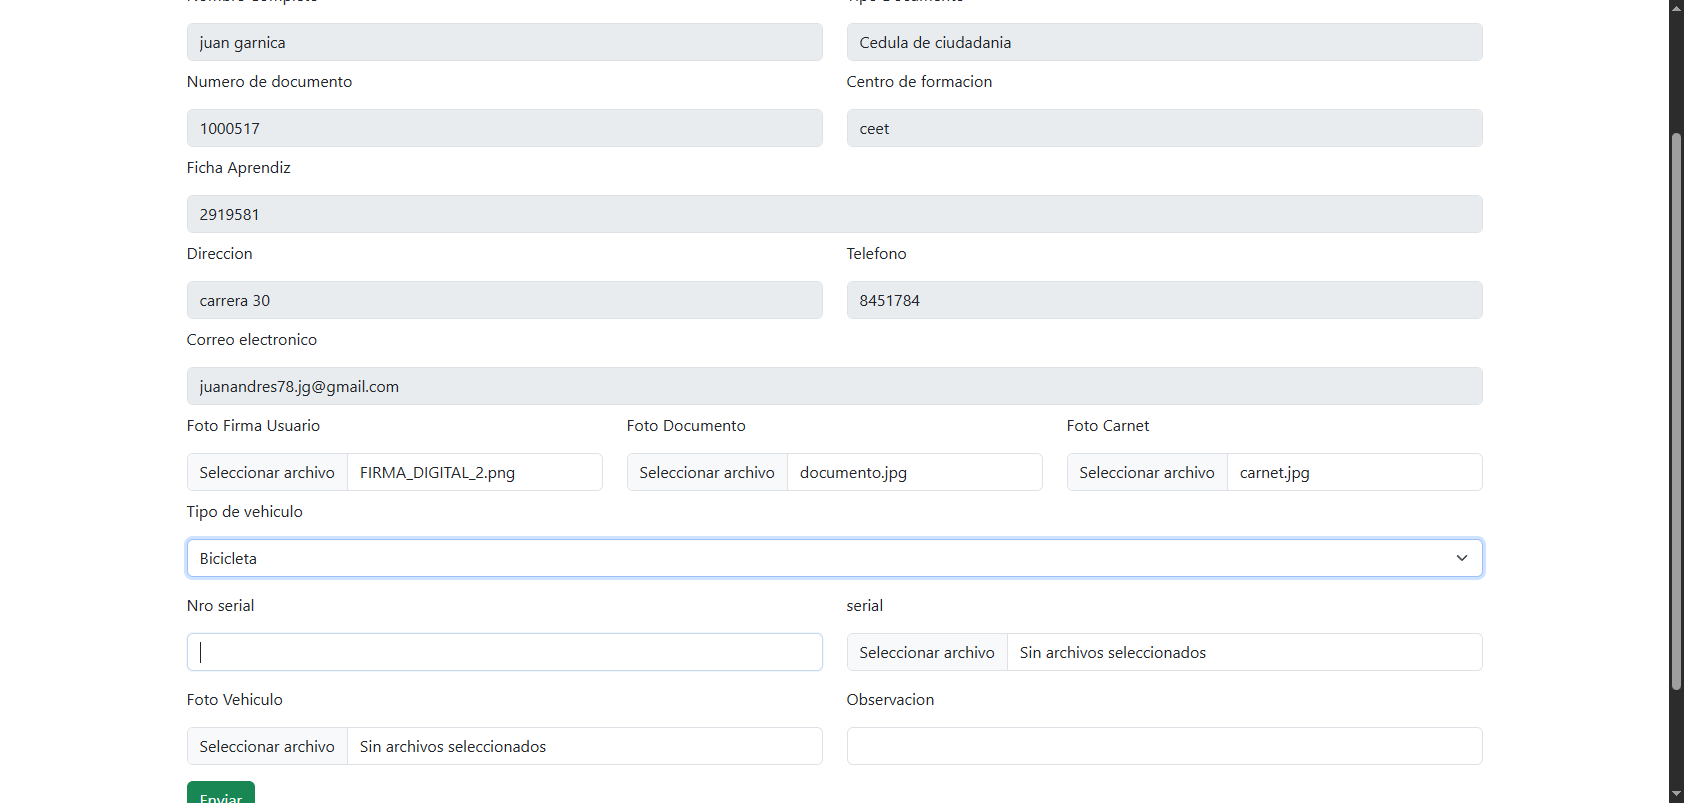 juan garnica
Cedula de ciudadania
Numero de documento
Centro de formacion
1000517
ceet
Ficha Aprendiz
2919581
Direccion
Telefono
carrera 30
8451784
Correo electronico
juanandres78.jg@gmail.com
Foto Firma Usuario
Foto Documento
Foto Carnet
Seleccionar archivo FIRMA_DIGITAL_2.png
Seleccionar archivo documento.jpg
Seleccionar archivo carnet.jpg
Tipo de vehiculo
Bicicleta
Nro serial
serial
Seleccionar archivo Sin archivos seleccionados
Foto Vehiculo
Observacion
Seleccionar archivo Sin archivos seleccionados
Enviar